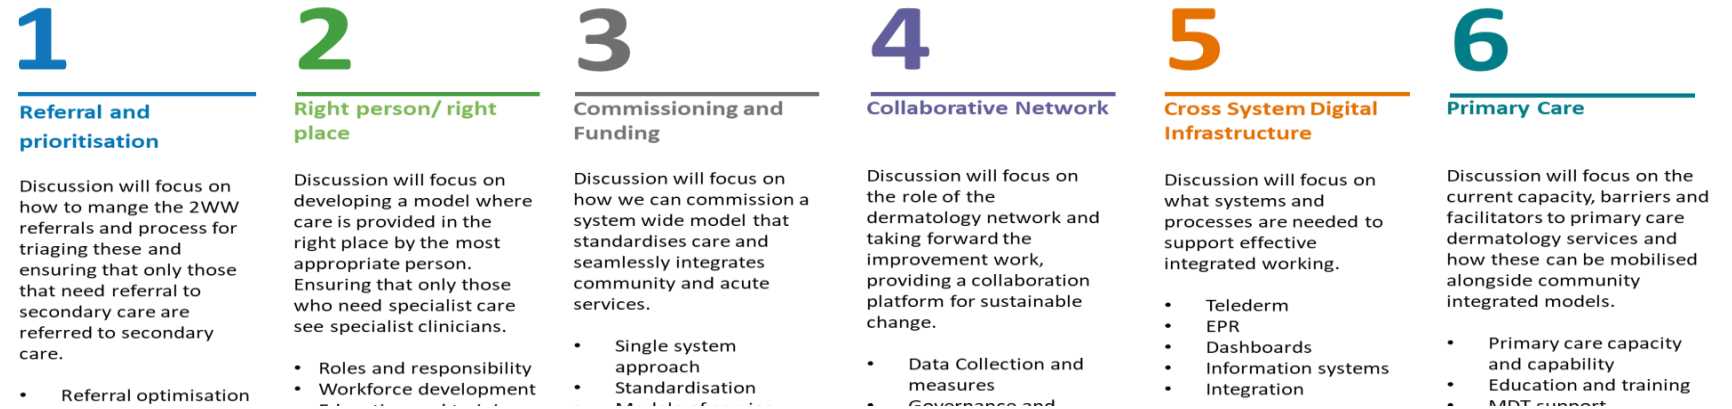 1
Referral and
prioritisation
Discussion will focus on
how to mange the 2WW
referrals and process for
triaging these and
ensuring that only those
that need referral to
secondary care are
referred to secondary
care.
• Referral optimisation
2
Right person/ right
place
Discussion will focus on
developing a model where
care is provided in the
right place by the most
appropriate person.
Ensuring that only those
who need specialist care
see specialist clinicians.
• Roles and responsibility
• Workforce development
3
Commissioning and
Funding
Discussion will focus on
how we can commission a
system wide model that
standardises care and
seamlessly integrates
community and acute
services.
• Single system
approach
• Standardisation
4
Collaborative Network
Discussion will focus on
the role of the
dermatology network and
taking forward the
improvement work,
providing a collaboration
platform for sustainable
change.
• Data Collection and
measures
• Governance and
5
Cross System Digital
Infrastructure
Discussion will focus on
what systems and
processes are needed to
support effective
integrated working.
• Telederm
• EPR
• Dashboards
• Information systems
• Integration
6
Primary Care
Discussion will focus on the
current capacity, barriers and
facilitators to primary care
dermatology services and
how these can be mobilised
alongside community
integrated models.
• Primary care capacity
and capability
• Education and training
• MDT support